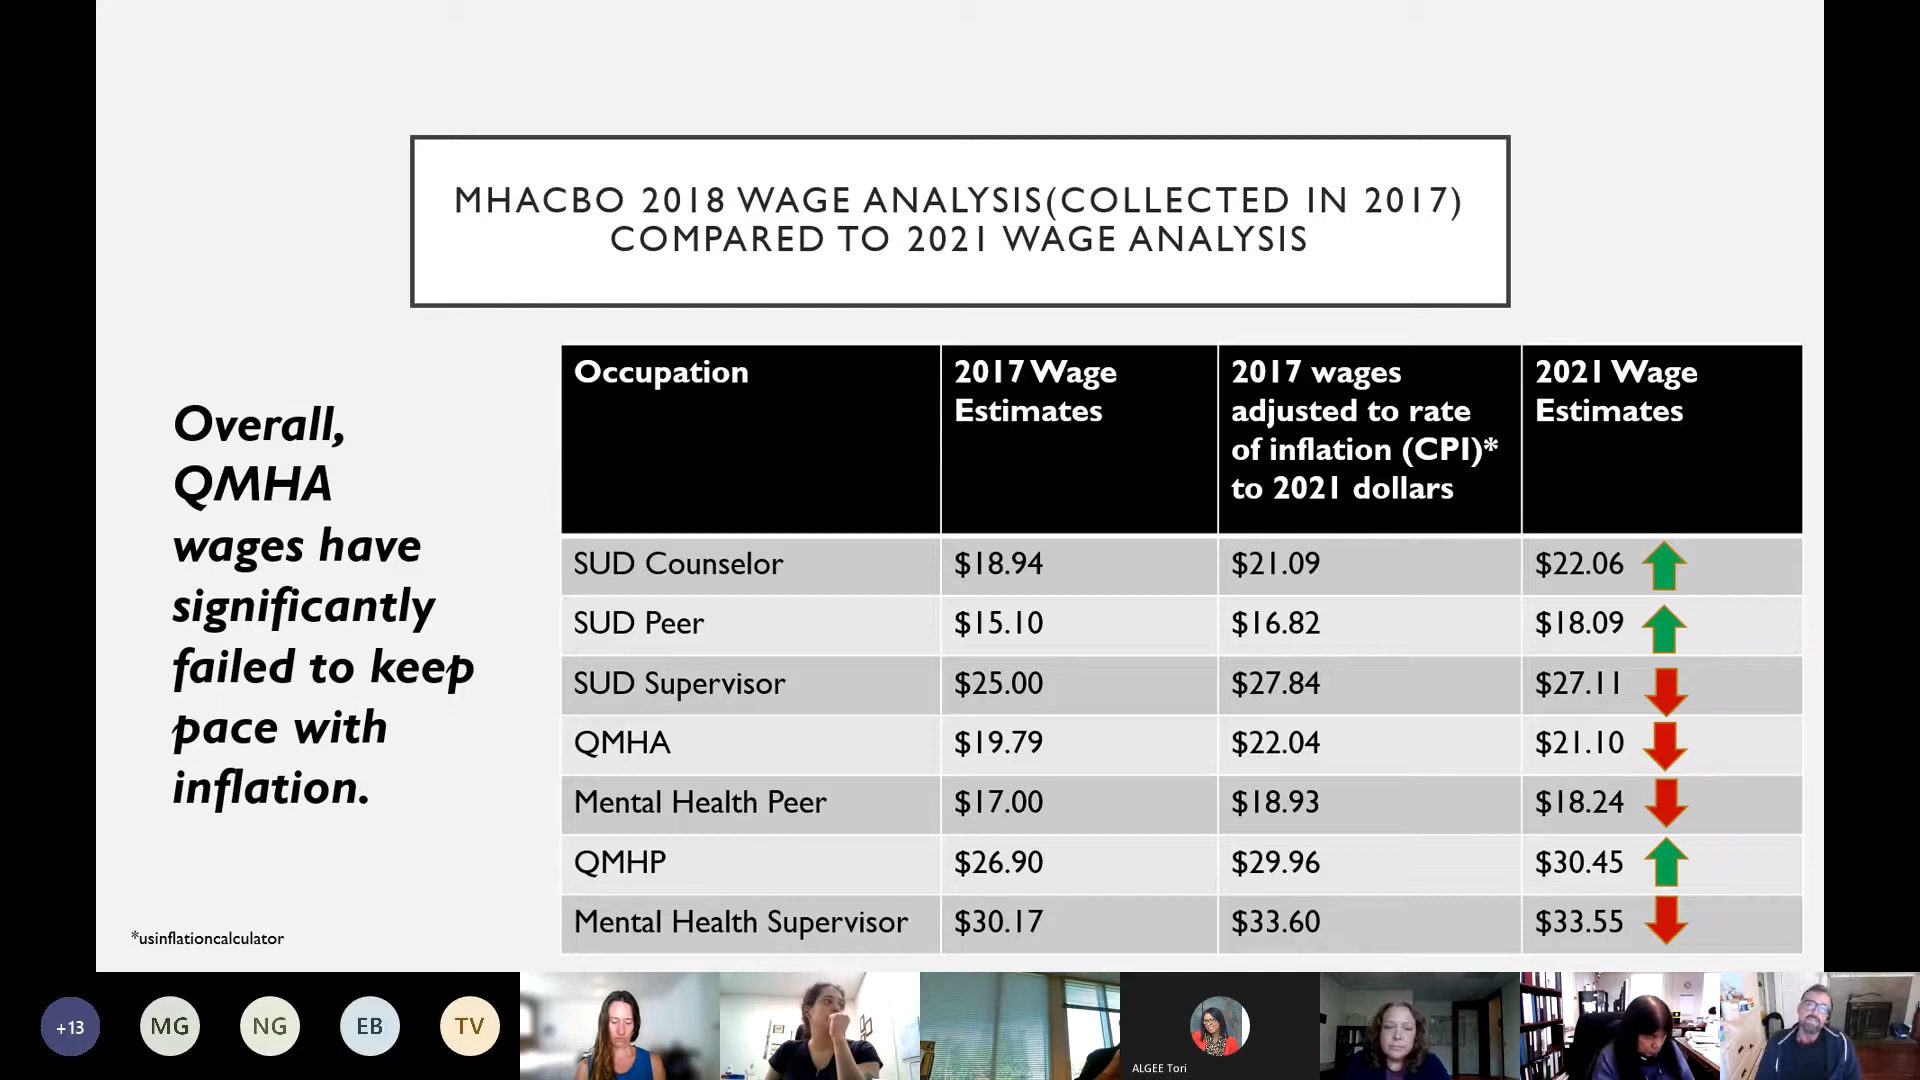 MHACBO 2018 WAGE ANALYSIS(COLLECTED IN 2017)
COMPARED TO 2021 WAGE ANALYSIS
Overall,
QMHA
wages have
significantly
failed to keep
pace with
inflation.
*usinflationcalculator
Occupation
2017 Wage
Estimates
2017 wages
adjusted to rate
of inflation (CPI)*
to 2021 dollars
2021 Wage
Estimates
SUD Counselor $18.94 $21.09 $22.06
SUD Peer $15.10 $16.82 $18.09
SUD Supervisor $25.00 $27.84 $27.11
QMHA $19.79 $22.04 $21.10
Mental Health Peer $17.00 $18.93 $18.24
QMHP $26.90 $29.96 $30.45
Mental Health Supervisor $30.17 $33.60 $33.55
+13 MG NG EB TV
ALGEE Tori